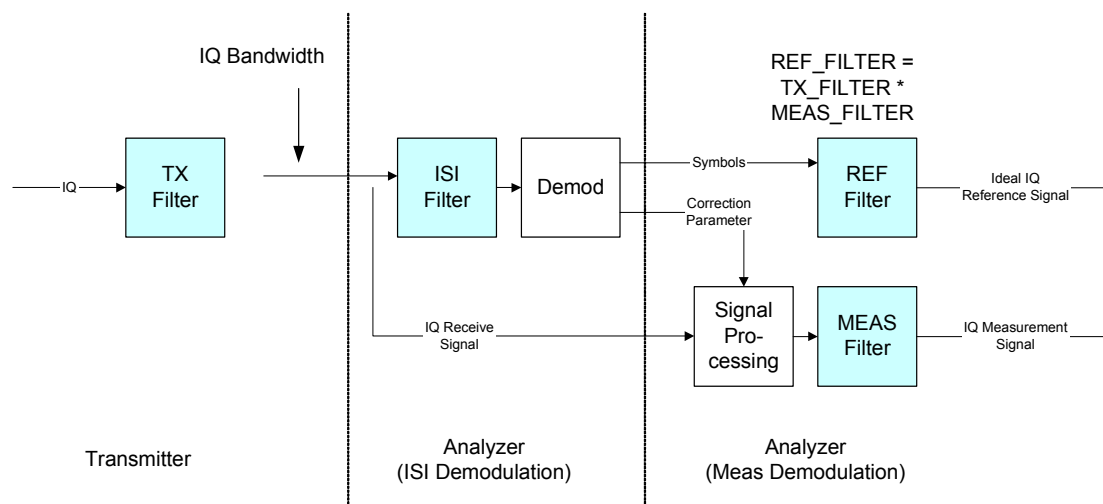 IQ Bandwidth
REF_FILTER =
TX_FILTER *
MEAS_FILTER
IQ
TX
Filter
ISI
Filter
Demod
Symbols
Correction
Parameter
REF
Filter
Ideal IQ
Reference Signal
IQ Receive
Signal
Signal
Pro-
cessing
MEAS
Filter
IQ Measurement
Signal
Transmitter
Analyzer
(ISI Demodulation)
Analyzer
(Meas Demodulation)